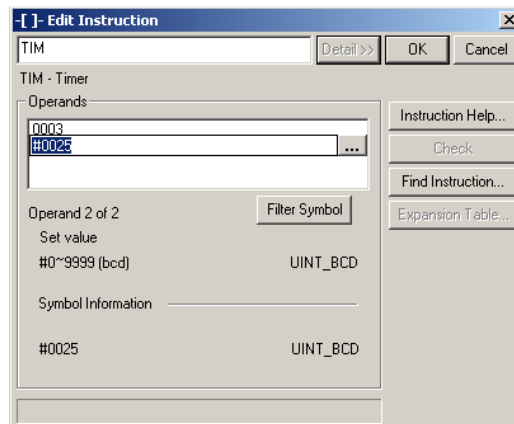 -[ ]- Edit Instruction
TIM
Detail >>
OK
Cancel
TIM - Timer
Operands
0003
#0025
...
Instruction Help...
Check
Find Instruction...
Expansion Table...
Operand 2 of 2
Filter Symbol
Set value
#0~9999 (bcd) UINT_BCD
Symbol Information
#0025 UINT_BCD